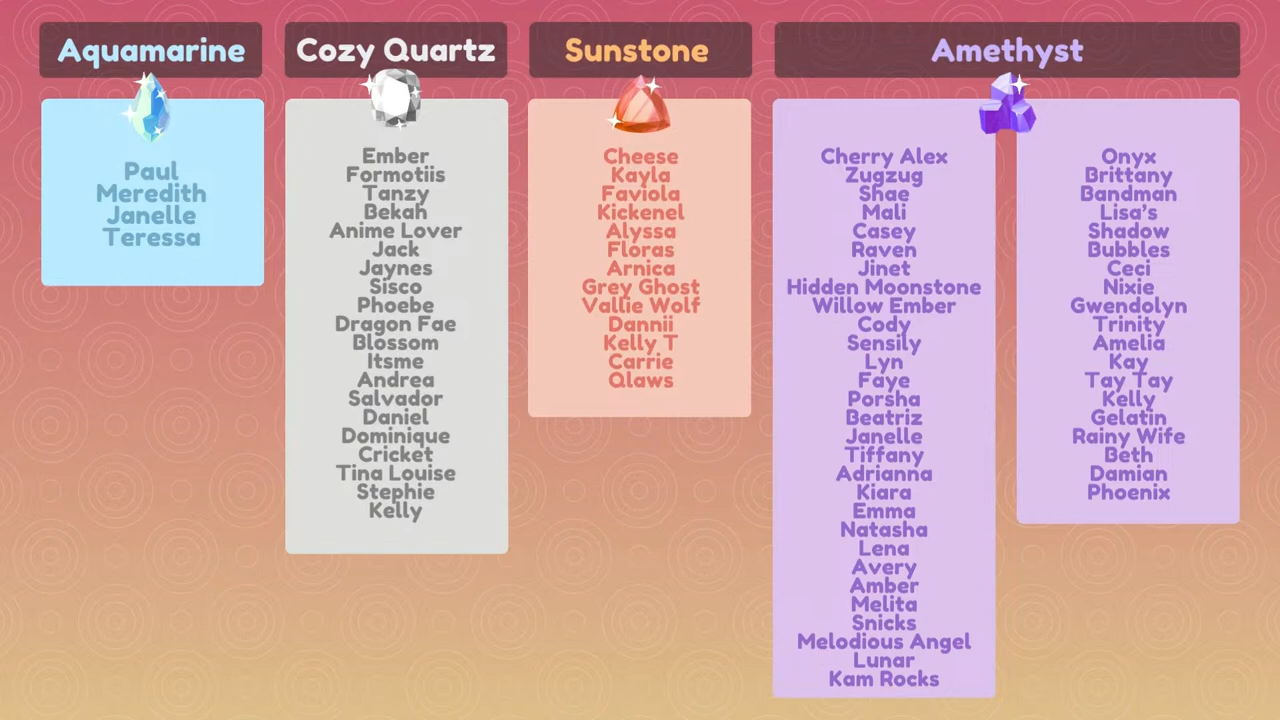 Aquamarine
Paul
Meredith
Janelle
Teressa
Cozy Quartz
Ember
Formotiis
Tanzy
Bekah
Anime Lover
Jack
Jaynes
Sisco
Phoebe
Dragon Fae
Blossom
Itsme
Andrea
Salvador
Daniel
Dominique
Cricket
Tina Louise
Stephie
Kelly
Sunstone
Cheese
Kayla
Faviola
Kickenel
Alyssa
Floras
Arnica
Grey Ghost
Vallie Wolf
Dannii
Kelly T
Carrie
Qlaws
Amethyst
Cherry Alex
Zugzug
Shae
Mali
Casey
Raven
Jinet
Hidden Moonstone
Willow Ember
Cody
Sensily
Lyn
Faye
Porsha
Beatriz
Janelle
Tiffany
Adrianna
Kiara
Emma
Natasha
Lena
Avery
Amber
Melita
Snicks
Melodious Angel
Lunar
Kam Rocks
Onyx
Brittany
Bandman
Lisa's
Shadow
Bubbles
Ceci
Nixie
Gwendolyn
Trinity
Amelia
Kay
Tay Tay
Kelly
Gelatin
Rainy Wife
Beth
Damian
Phoenix